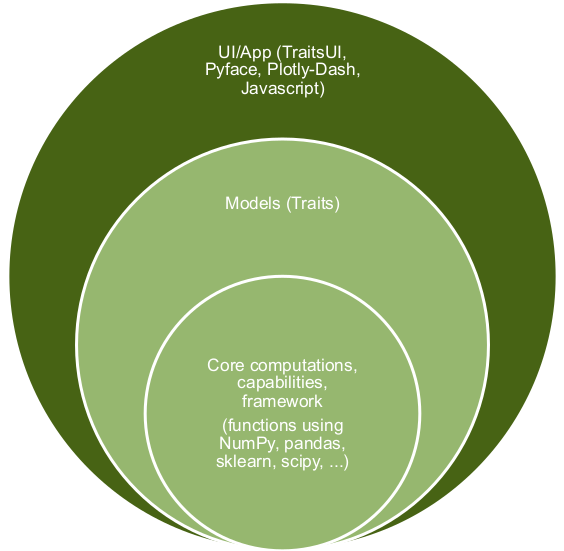 UI/App (TraitsUI,
Pyface, Plotly-Dash,
Javascript)
Models (Traits)
Core computations,
capabilities,
framework
(functions using
NumPy, pandas,
sklearn, scipy, ...)